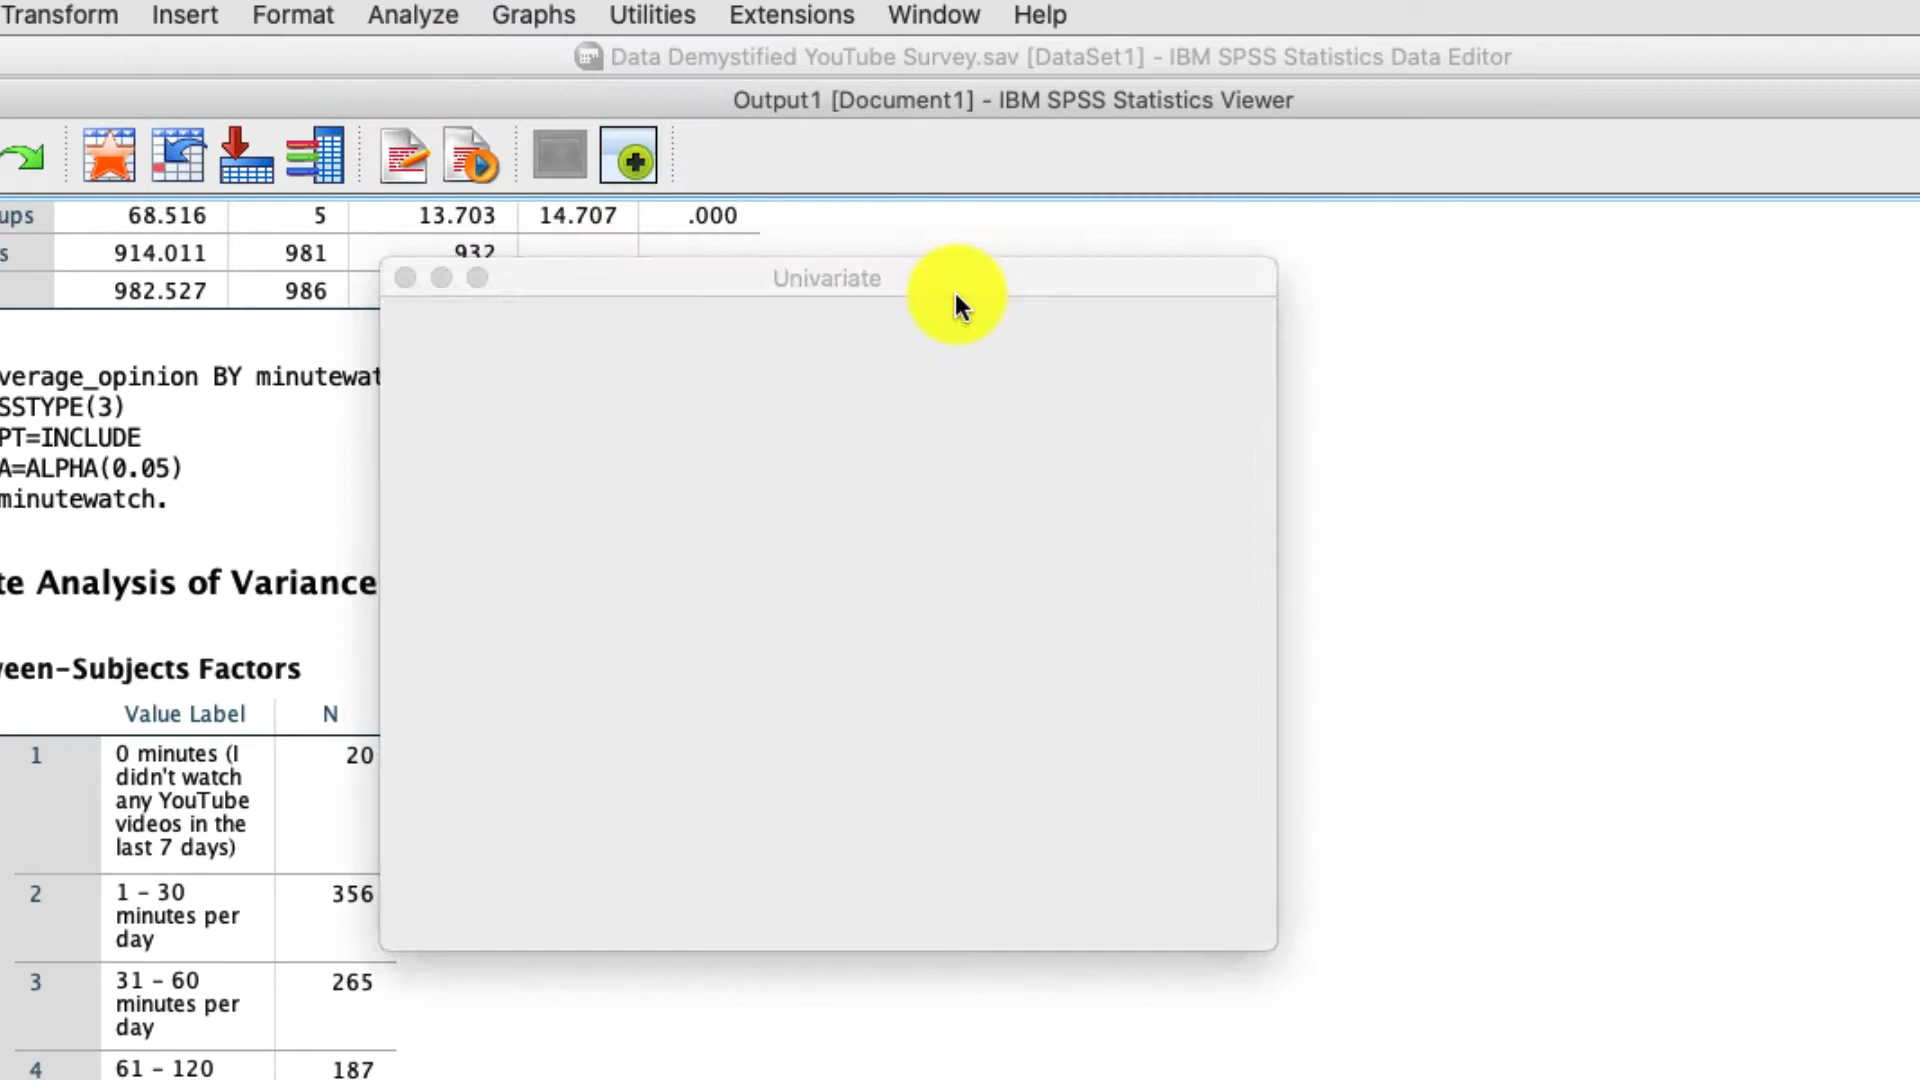 Transform Insert Format Analyze Graphs Utilities Extensions Window Help
Data Demystified YouTube Survey.sav [DataSet1] - IBM SPSS Statistics Data Editor
Output1 [Document1] - IBM SPSS Statistics Viewer
ups 68.516 5 13.703 14.707 .000
s 914.011 981 .932
982.527 986
Univariate
verage_opinion BY minutewat
SSTYPE(3)
PT=INCLUDE
A=ALPHA(0.05)
minutewatch.
te Analysis of Variance
ween-Subjects Factors
Value Label N
1 0 minutes (I 20
didn't watch
any YouTube
videos in the
last 7 days)
2 1 - 30 356
minutes per
day
3 31 - 60 265
minutes per
day
4 61 - 120 187